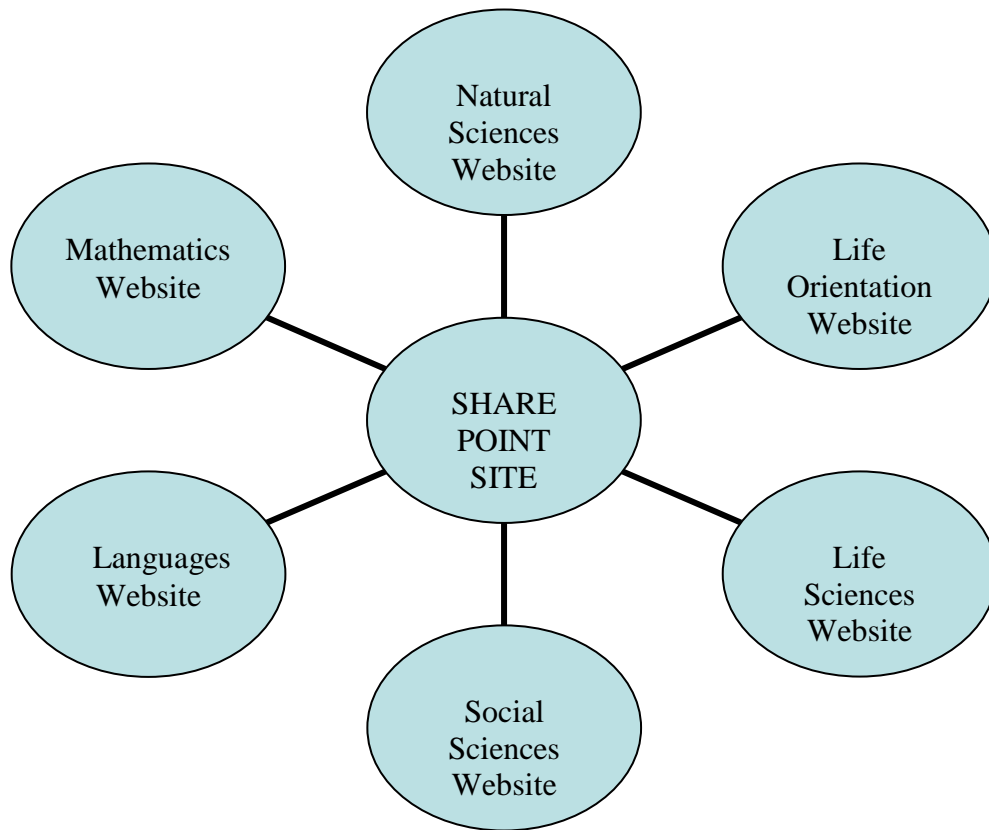 Natural
Sciences
Website
Mathematics
Website
Life
Orientation
Website
SHARE
POINT
SITE
Languages
Website
Life
Sciences
Website
Social
Sciences
Website